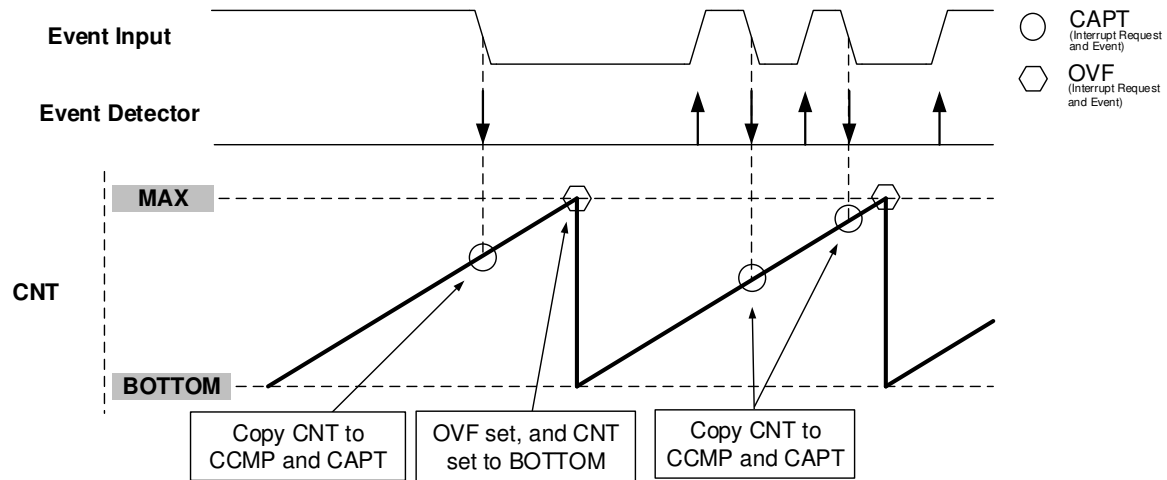 Event Input
CAPT
(Interrupt Request
and Event)
OVF
(Interrupt Request
and Event)
Event Detector
MAX
CNT
BOTTOM
Copy CNT to
CCMP and CAPT
OVF set, and CNT
set to BOTTOM
Copy CNT to
CCMP and CAPT